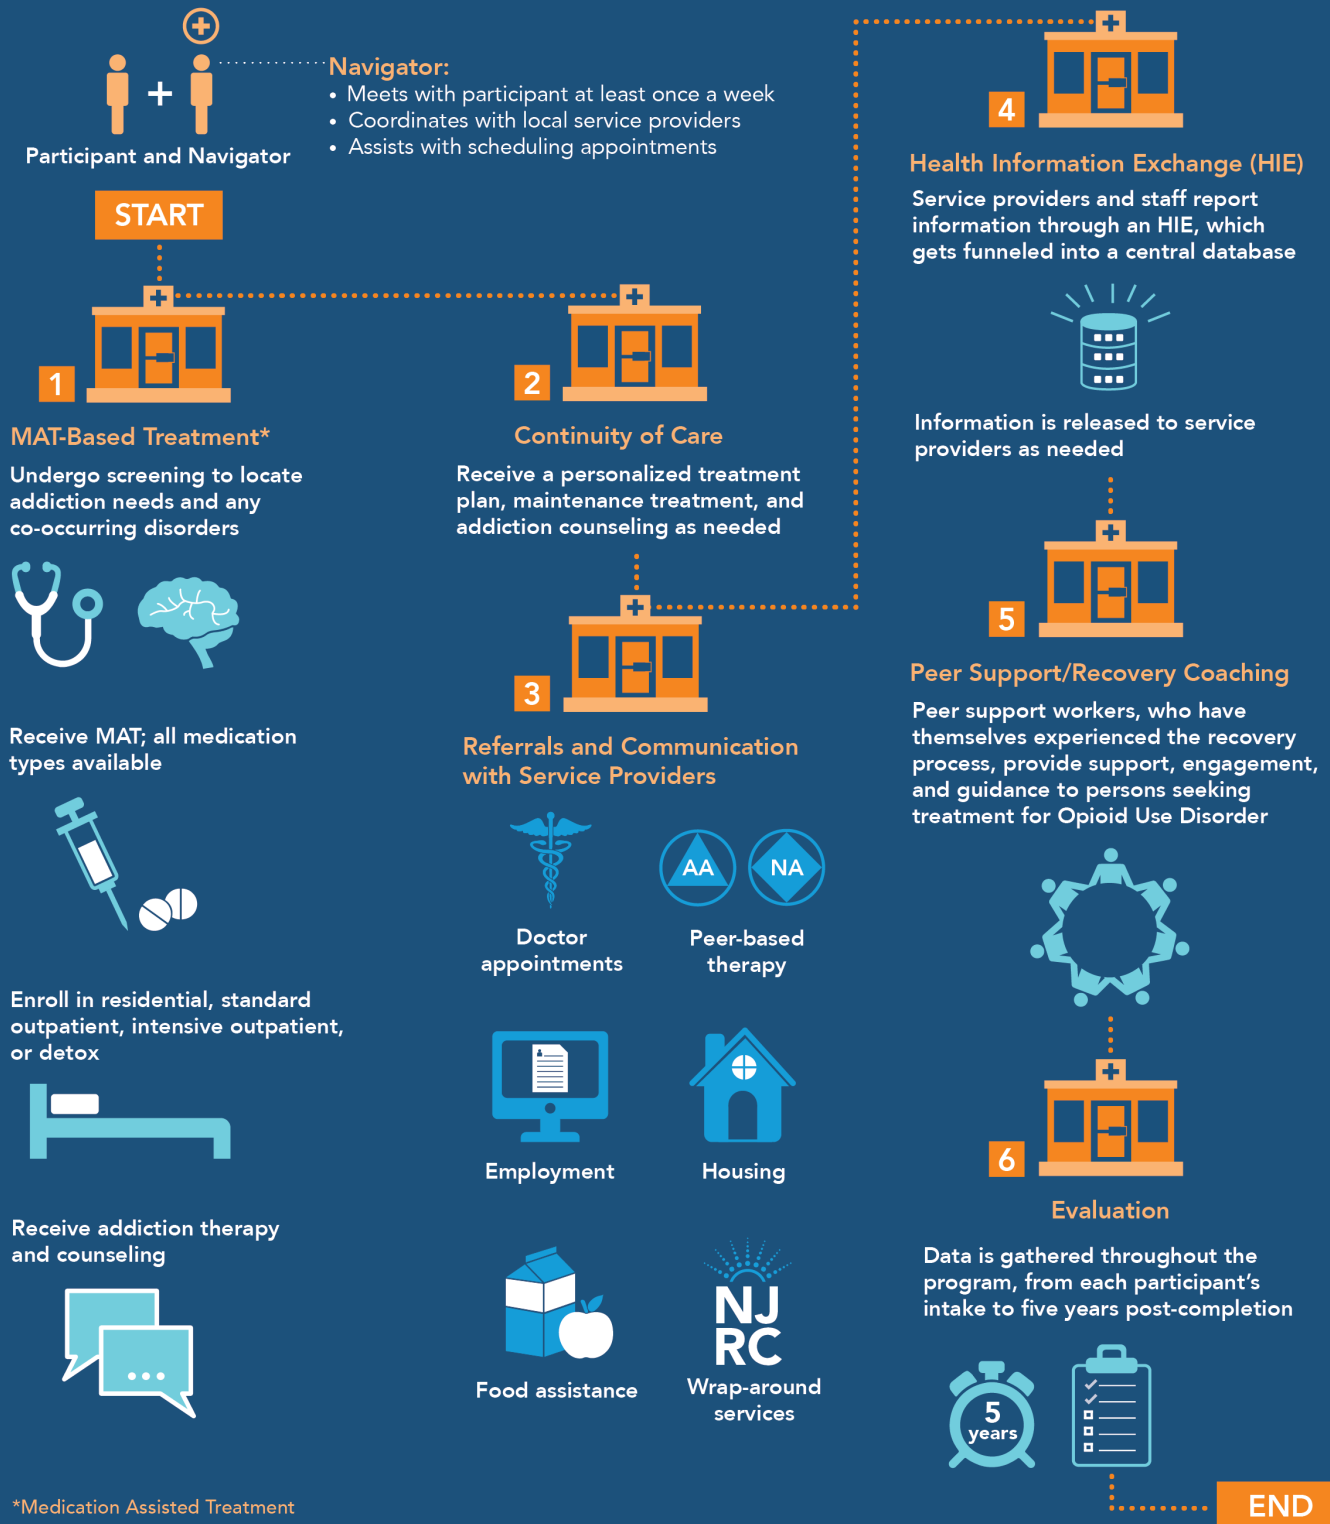 Participant and Navigator
Navigator:
• Meets with participant at least once a week
• Coordinates with local service providers
• Assists with scheduling appointments
START
1
MAT-Based Treatment*
Undergo screening to locate
addiction needs and any
co-occurring disorders
Receive MAT; all medication
types available
Enroll in residential, standard
outpatient, intensive outpatient,
or detox
Receive addiction therapy
and counseling
*Medication Assisted Treatment
2
Continuity of Care
Receive a personalized treatment
plan, maintenance treatment, and
addiction counseling as needed
3
Referrals and Communication
with Service Providers
Doctor
appointments
AA
NA
Peer-based
therapy
Employment
Housing
Food assistance
NJ
RC
Wrap-around
services
4
Health Information Exchange (HIE)
Service providers and staff report
information through an HIE, which
gets funneled into a central database
Information is released to service
providers as needed
5
Peer Support/Recovery Coaching
Peer support workers, who have
themselves experienced the recovery
process, provide support, engagement,
and guidance to persons seeking
treatment for Opioid Use Disorder
6
Evaluation
Data is gathered throughout the
program, from each participant’s
intake to five years post-completion
5
years
END